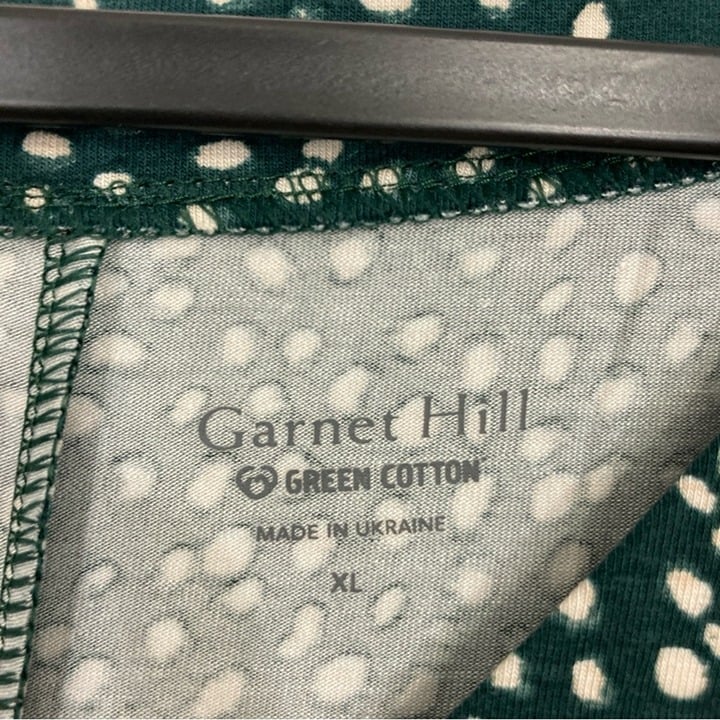 Garnet Hill
GREEN COTTON
MADE IN UKRAINE
XL